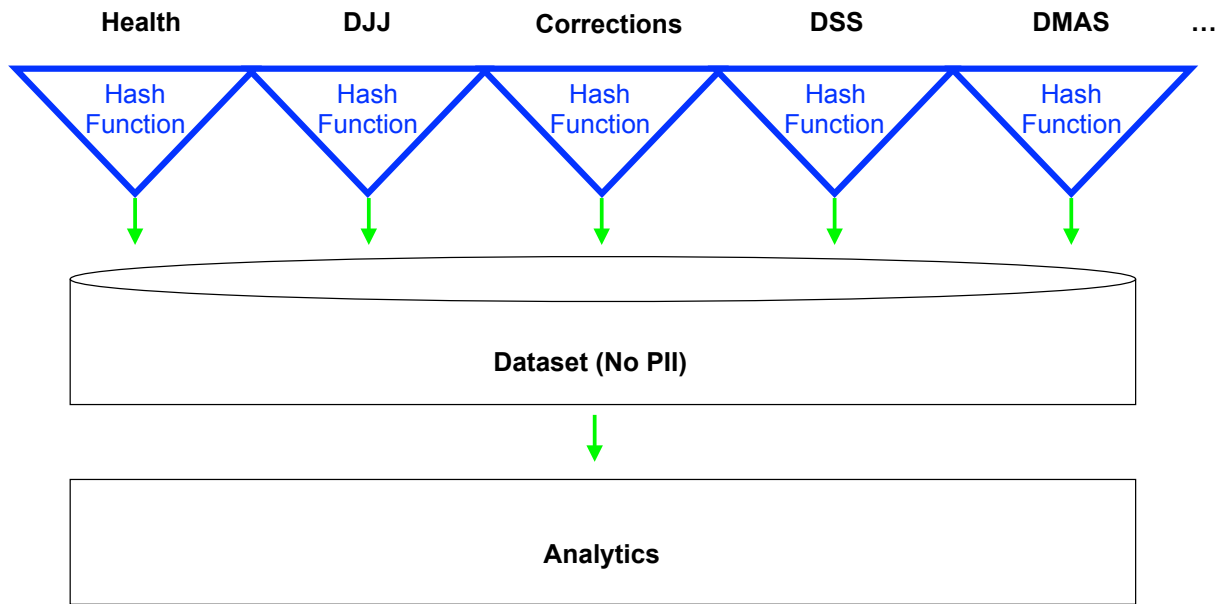 Health DJJ Corrections DSS DMAS …
Hash Hash Hash Hash Hash
Function Function Function Function Function
Dataset (No PII)
Analytics